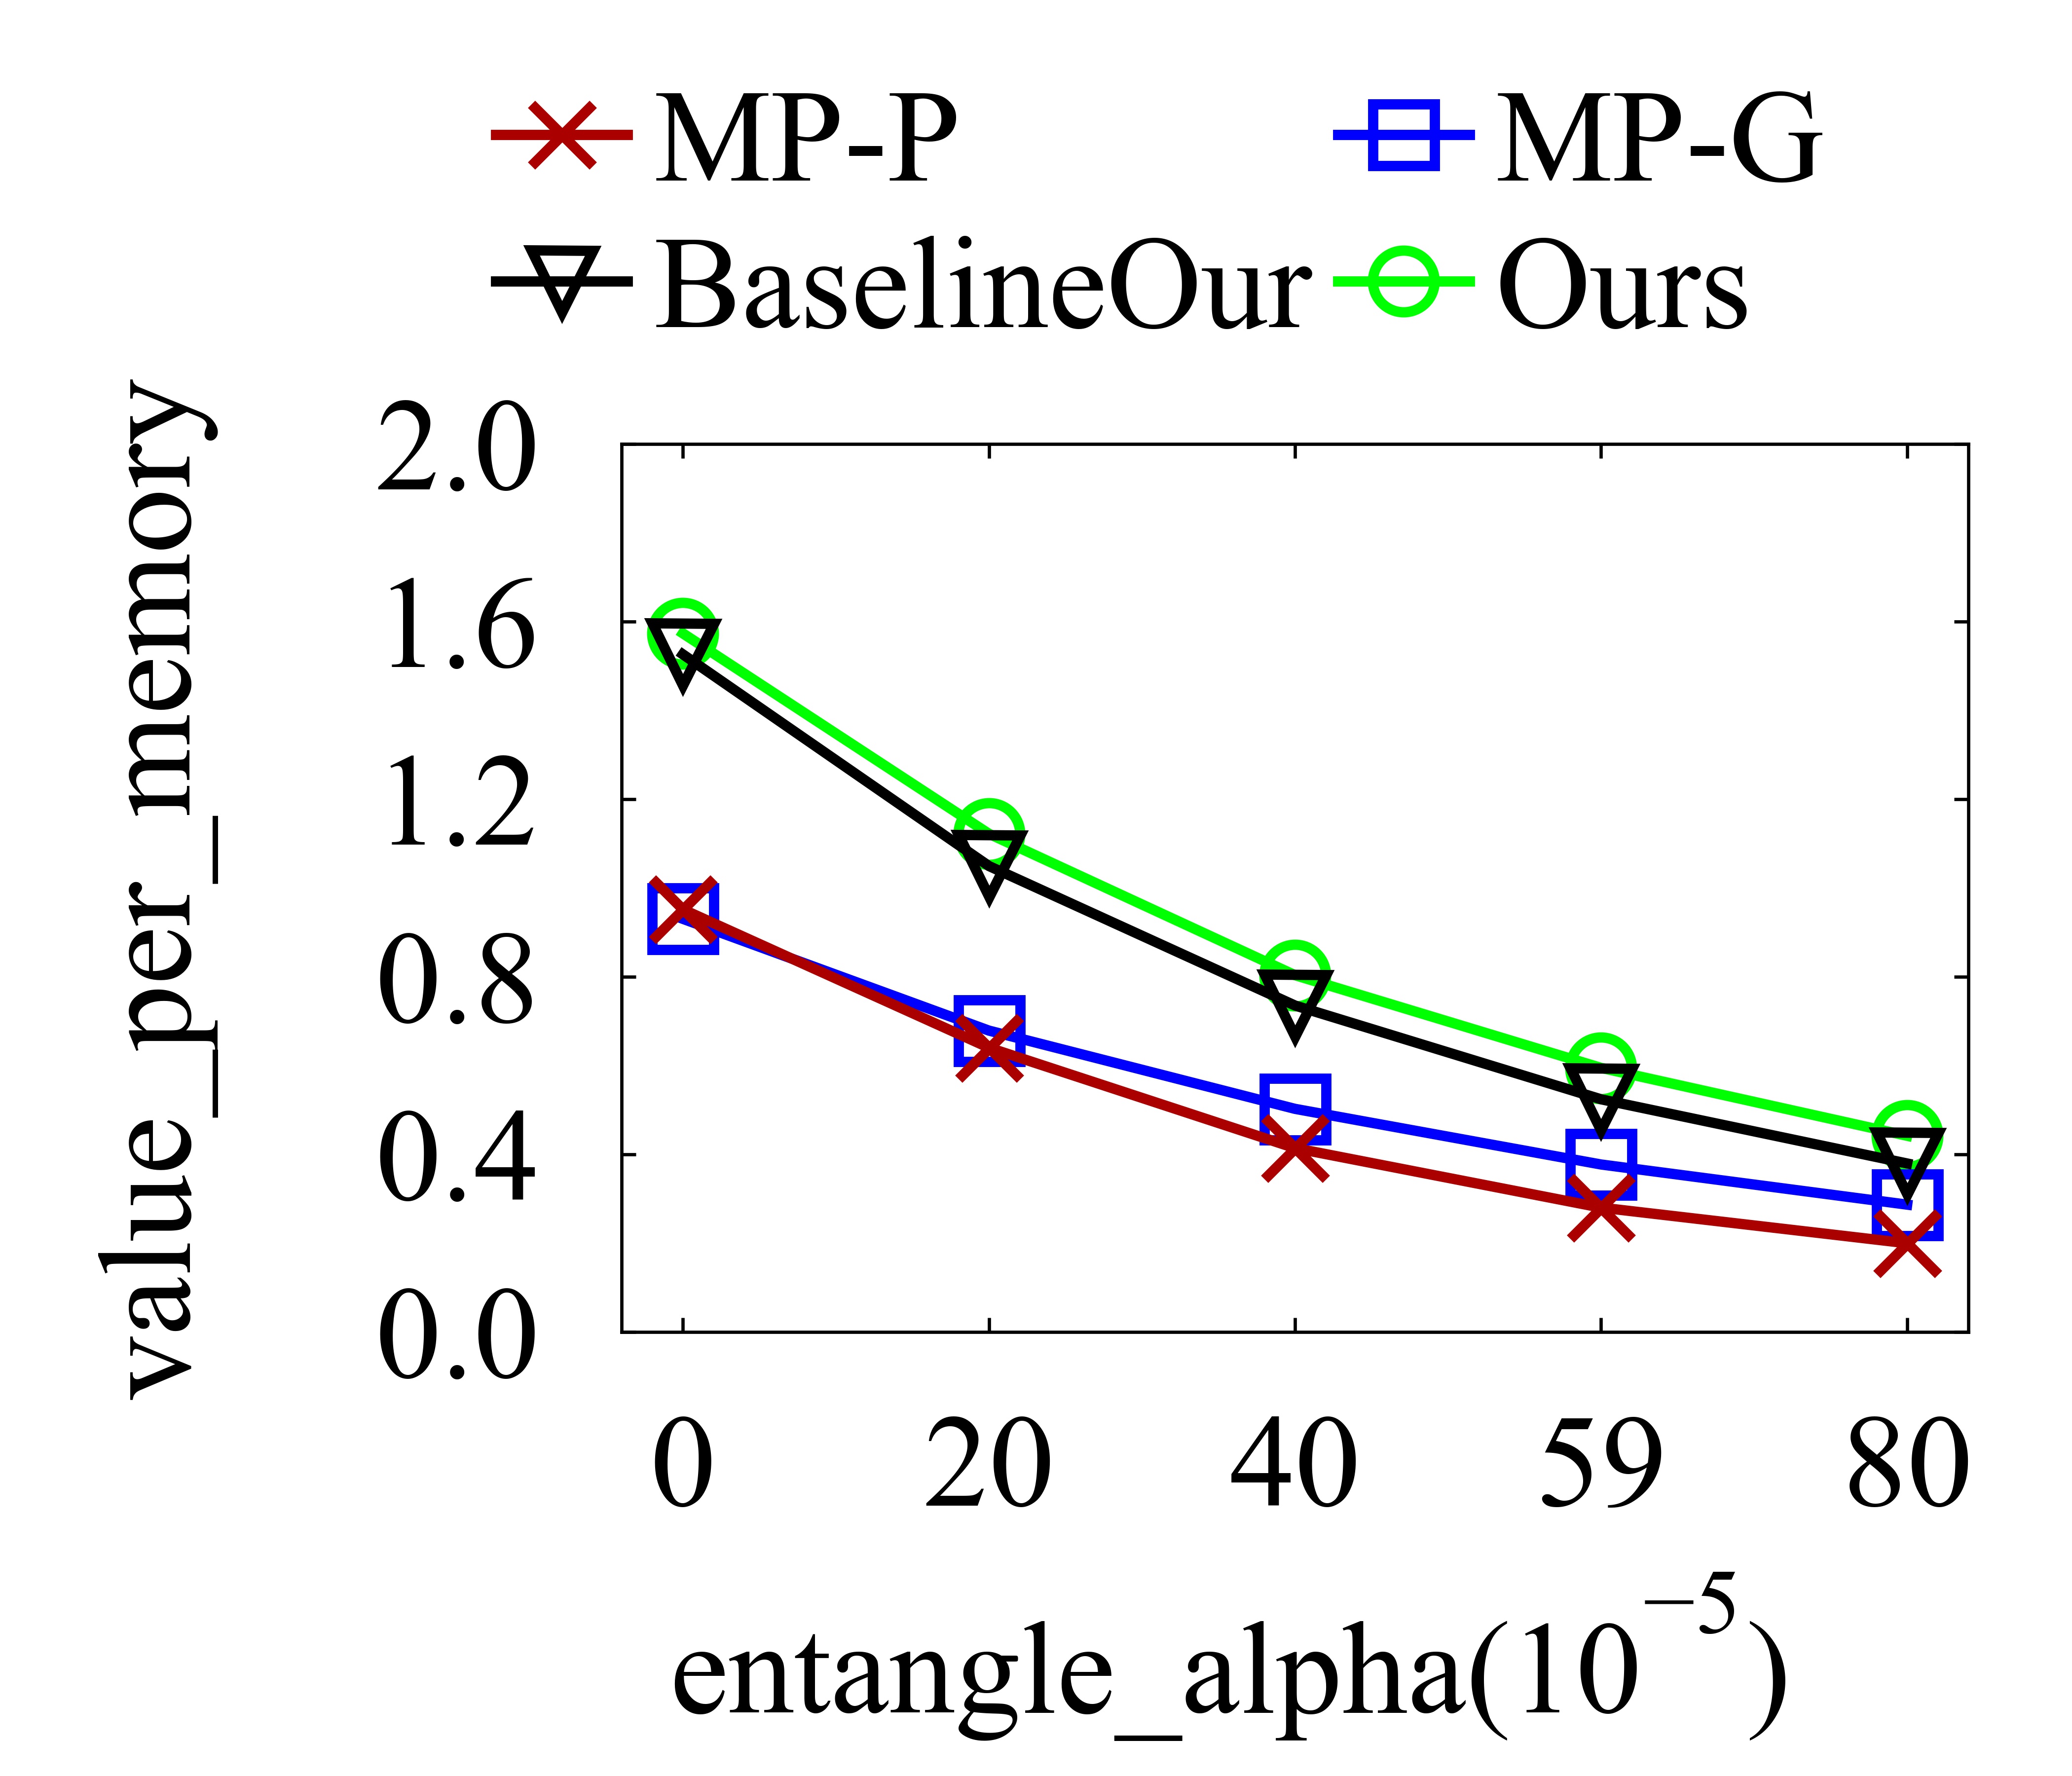 MP-P
MP-G
BaselineOur
Ours
value_per_memory
2.0
1.6
1.2
0.8
0.4
0.0
0 20 40 59 80
entangle_alpha(10⁻⁵)